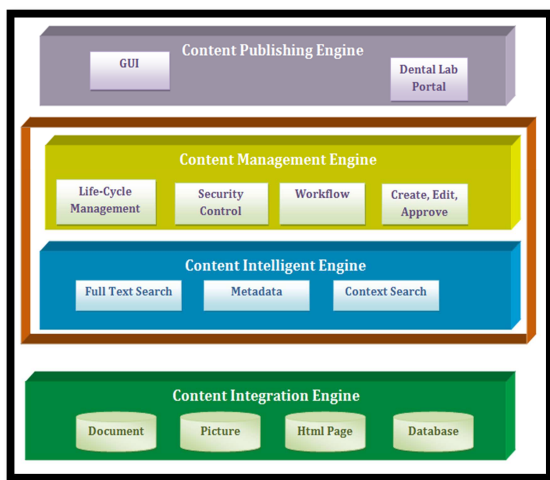 Content Publishing Engine
GUI
Dental Lab
Portal
Content Management Engine
Life-Cycle
Management
Security
Control
Workflow
Create, Edit,
Approve
Content Intelligent Engine
Full Text Search
Metadata
Context Search
Content Integration Engine
Document
Picture
Html Page
Database